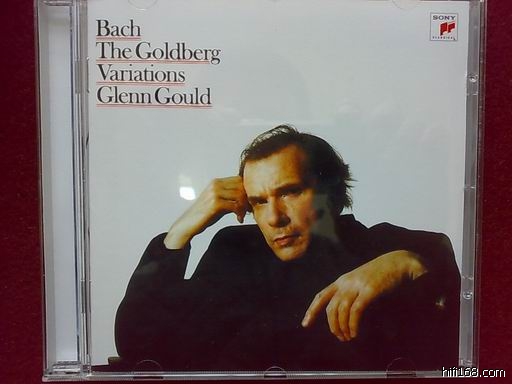 Bach
The Goldberg
Variations
Glenn Gould
SONY
CLASSICAL
hifi168.com